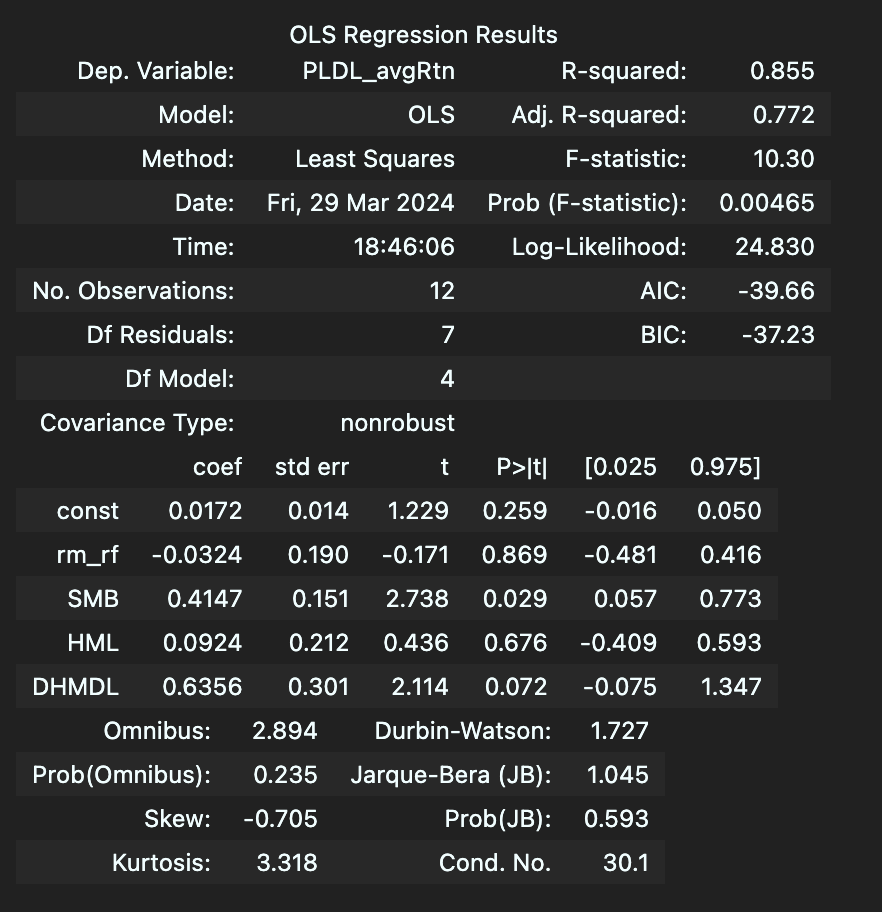 OLS Regression Results
Dep. Variable: PLDL_avgRtn R-squared: 0.855
Model: OLS Adj. R-squared: 0.772
Method: Least Squares F-statistic: 10.30
Date: Fri, 29 Mar 2024 Prob (F-statistic): 0.00465
Time: 18:46:06 Log-Likelihood: 24.830
No. Observations: 12 AIC: -39.66
Df Residuals: 7 BIC: -37.23
Df Model: 4
Covariance Type: nonrobust
coef std err t P>|t| [0.025 0.975]
const 0.0172 0.014 1.229 0.259 -0.016 0.050
rm_rf -0.0324 0.190 -0.171 0.869 -0.481 0.416
SMB 0.4147 0.151 2.738 0.029 0.057 0.773
HML 0.0924 0.212 0.436 0.676 -0.409 0.593
DHMDL 0.6356 0.301 2.114 0.072 -0.075 1.347
Omnibus: 2.894 Durbin-Watson: 1.727
Prob(Omnibus): 0.235 Jarque-Bera (JB): 1.045
Skew: -0.705 Prob(JB): 0.593
Kurtosis: 3.318 Cond. No. 30.1